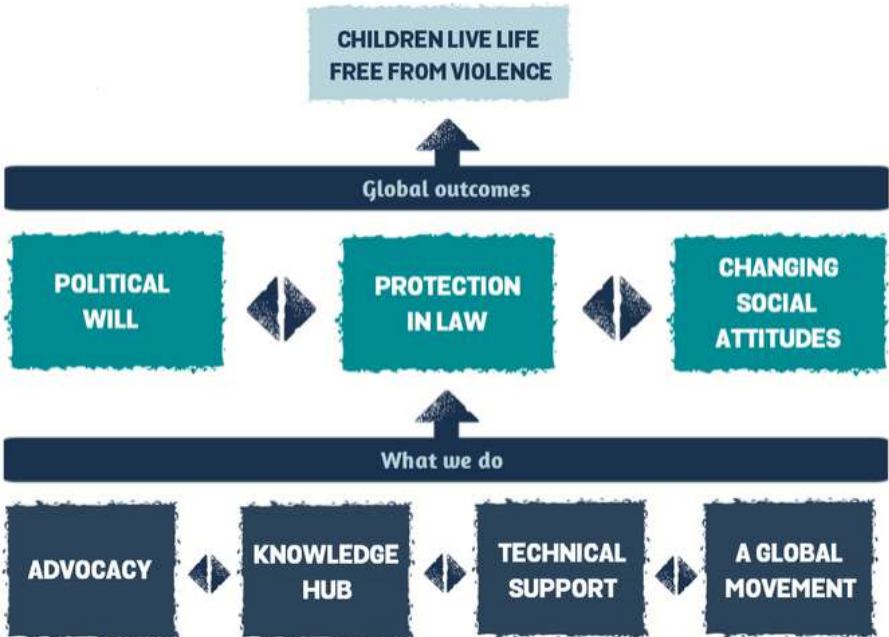 CHILDREN LIVE LIFE
FREE FROM VIOLENCE
Global outcomes
POLITICAL
WILL
PROTECTION
IN LAW
CHANGING
SOCIAL
ATTITUDES
What we do
ADVOCACY
KNOWLEDGE
HUB
TECHNICAL
SUPPORT
A GLOBAL
MOVEMENT